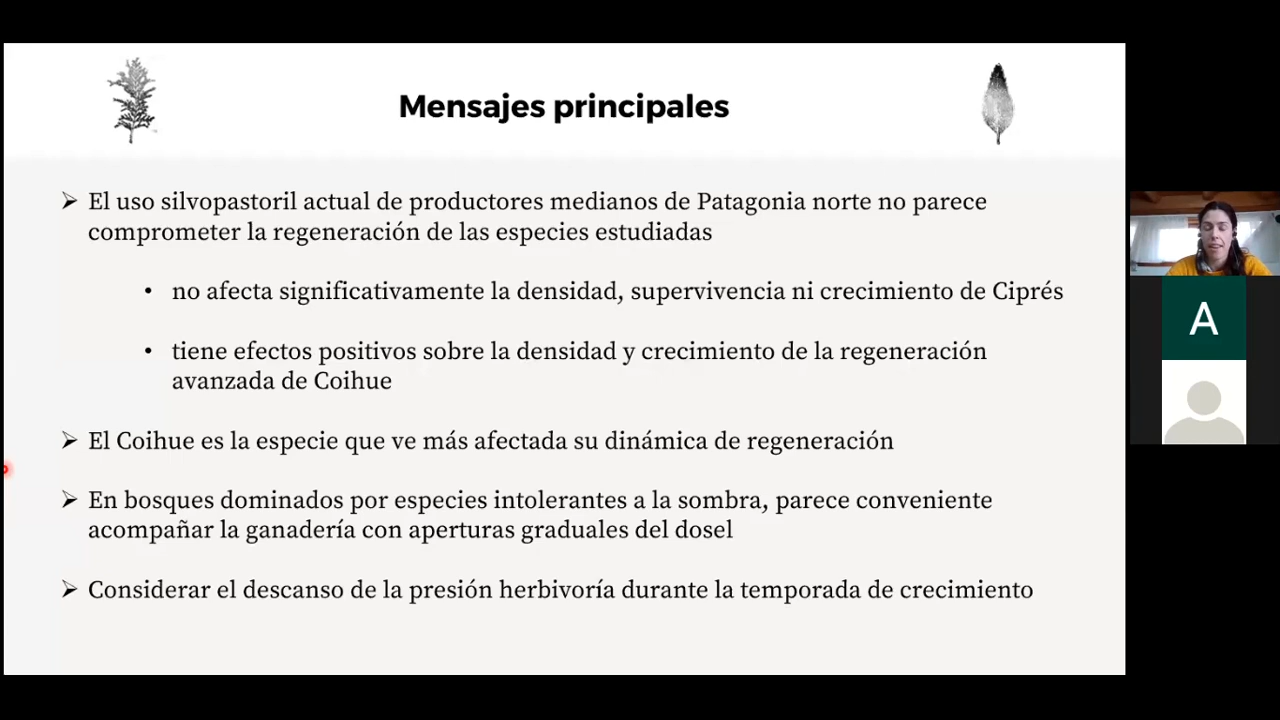 Mensajes principales
➢ El uso silvopastoril actual de productores medianos de Patagonia norte no parece
comprometer la regeneración de las especies estudiadas
• no afecta significativamente la densidad, supervivencia ni crecimiento de Ciprés
• tiene efectos positivos sobre la densidad y crecimiento de la regeneración
avanzada de Coihue
➢ El Coihue es la especie que ve más afectada su dinámica de regeneración
➢ En bosques dominados por especies intolerantes a la sombra, parece conveniente
acompañar la ganadería con aperturas graduales del dosel
➢ Considerar el descanso de la presión herbivoría durante la temporada de crecimiento
A